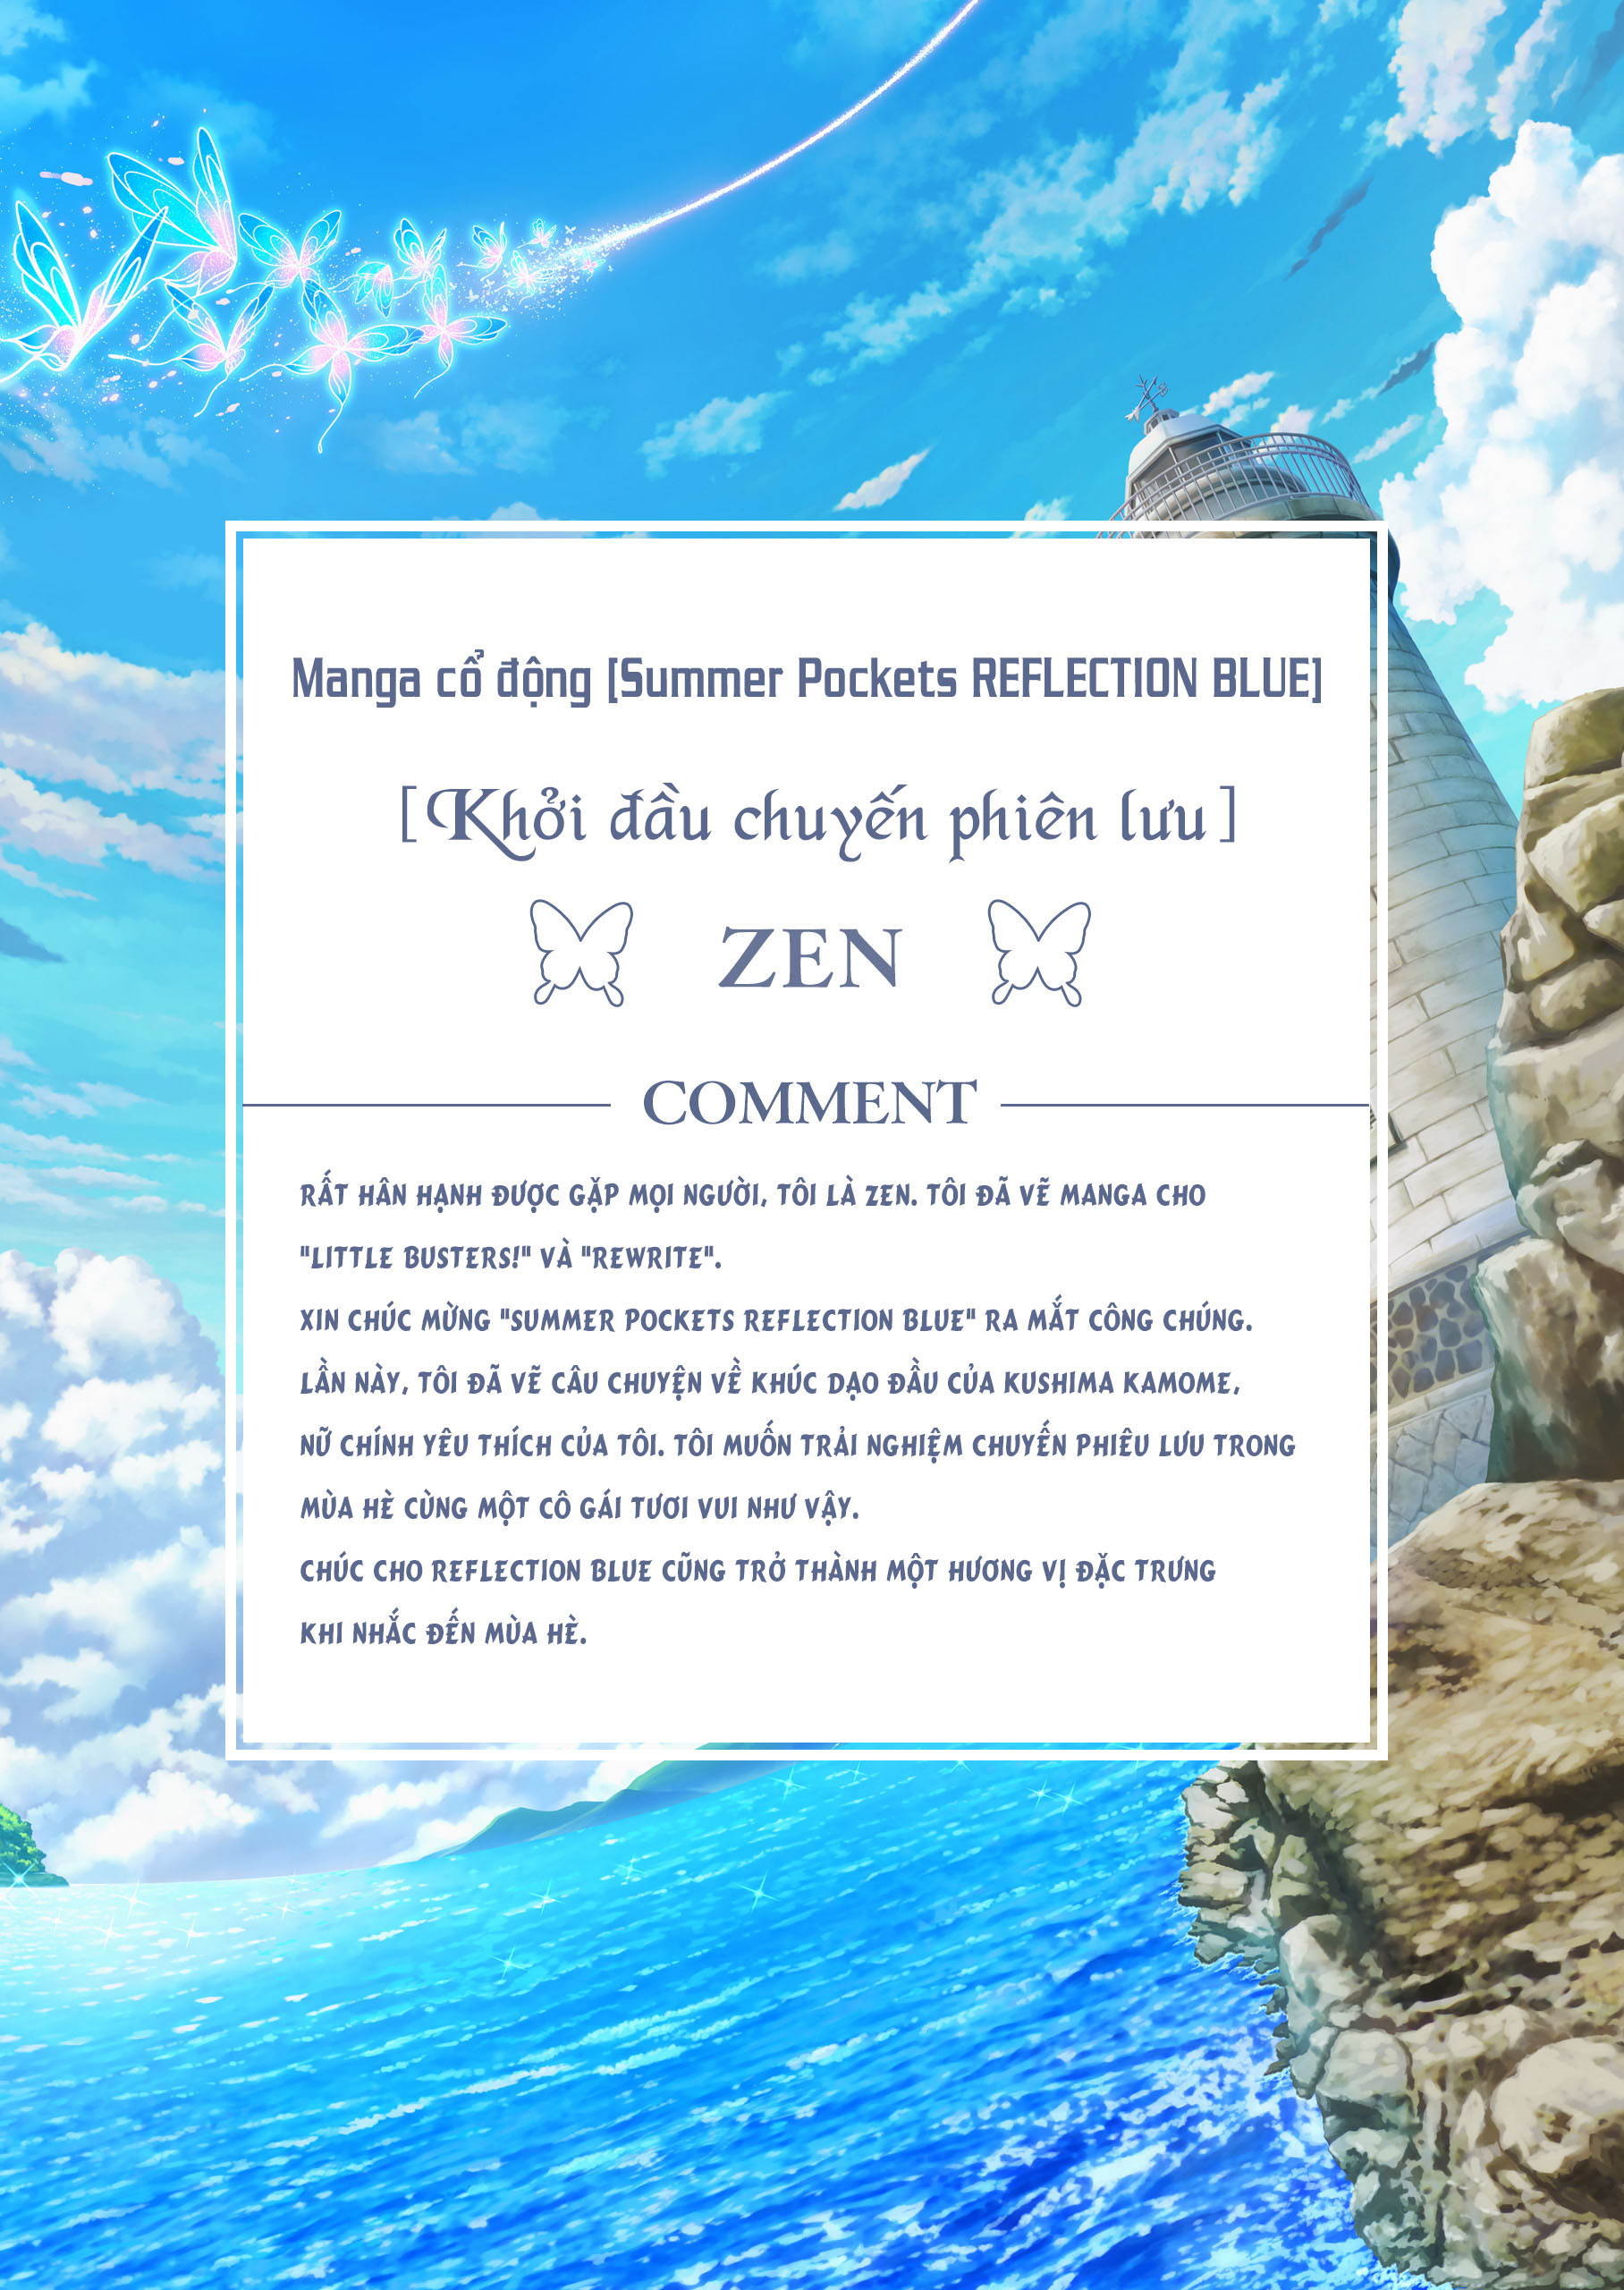 Manga cổ động [Summer Pockets REFLECTION BLUE]
[Khởi đầu chuyến phiên lưu]
ZEN
COMMENT
RẤT HÂN HẠNH ĐƯỢC GẶP MỌI NGƯỜI, TÔI LÀ ZEN. TÔI ĐÃ VẼ MANGA CHO
"LITTLE BUSTERS!" VÀ "REWRITE".
XIN CHÚC MỪNG "SUMMER POCKETS REFLECTION BLUE" RA MẮT CÔNG CHÚNG.
LẦN NÀY, TÔI ĐÃ VẼ CÂU CHUYỆN VỀ KHÚC DẠO ĐẦU CỦA KUSHIMA KAMOME,
NỮ CHÍNH YÊU THÍCH CỦA TÔI. TÔI MUỐN TRẢI NGHIỆM CHUYẾN PHIÊU LƯU TRONG
MÙA HÈ CÙNG MỘT CÔ GÁI TƯƠI VUI NHƯ VẬY.
CHÚC CHO REFLECTION BLUE CŨNG TRỞ THÀNH MỘT HƯƠNG VỊ ĐẶC TRƯNG
KHI NHẮC ĐẾN MÙA HÈ.